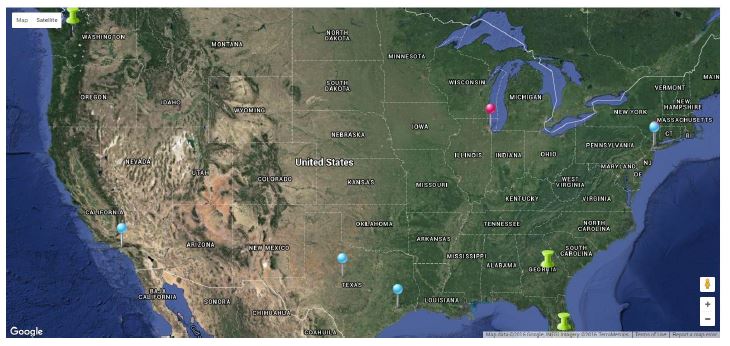 Map Satellite
WASHINGTON
MONTANA
NORTH
DAKOTA
MINNESOTA
OREGON
IDAHO
WYOMING
SOUTH
DAKOTA
WISCONSIN
MICHIGAN
VERMONT
MAIN
NEW
HAMPSHIRE
NEW YORK
MASSACHUSETTS
CT
RI
IOWA
NEBRASKA
ILLINOIS
INDIANA
OHIO
PENNSYLVANIA
NJ
MARYLAND
DE
NEVADA
UTAH
COLORADO
United States
KANSAS
MISSOURI
WEST
VIRGINIA
KENTUCKY
VIRGINIA
CALIFORNIA
ARIZONA
NEW MEXICO
OKLAHOMA
ARKANSAS
TENNESSEE
NORTH
CAROLINA
MISSISSIPPI
ALABAMA
GEORGIA
SOUTH
CAROLINA
TEXAS
LOUISIANA
BAJA
CALIFORNIA
SONORA
CHIHUAHUA
COAHUILA
+
−
Google
Map data ©2016 Google, INEGI Imagery ©2016 TerraMetrics Terms of Use Report a map error